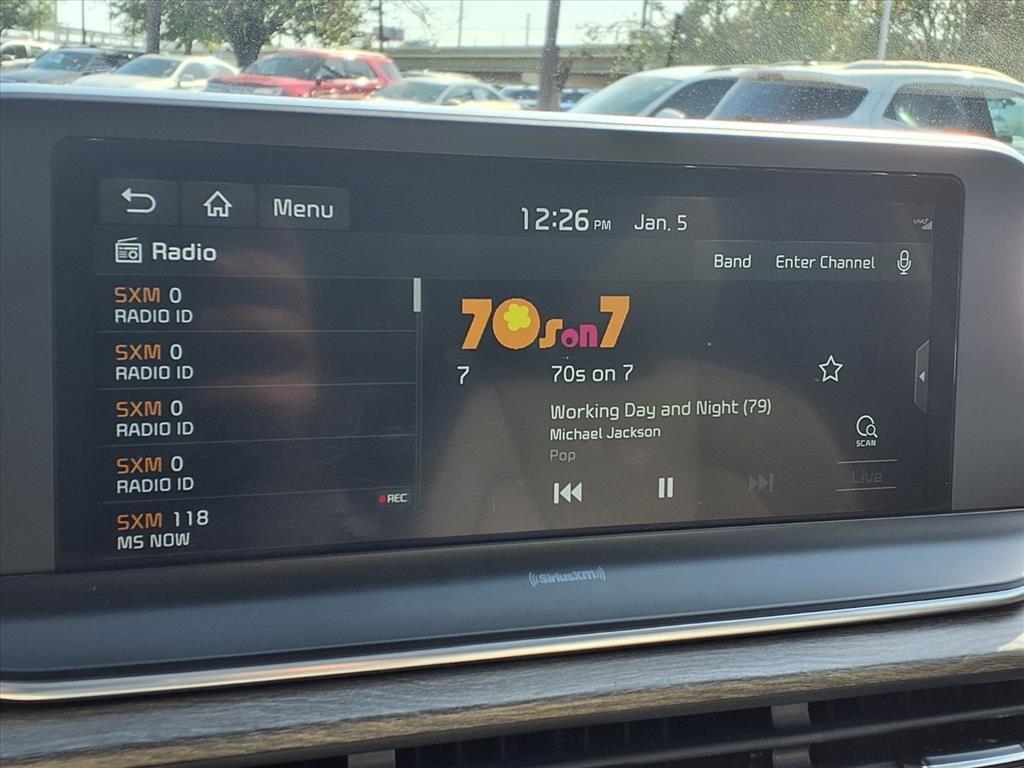 Menu
12:26 PM Jan. 5
UVO
Radio
Band Enter Channel
SXM 0
RADIO ID
SXM 0
RADIO ID
SXM 0
RADIO ID
SXM 0
RADIO ID
REC
SXM 118
MS NOW
70s on 7
7 70s on 7
Working Day and Night (79)
Michael Jackson
Pop
SCAN
Live
((SiriusXM))